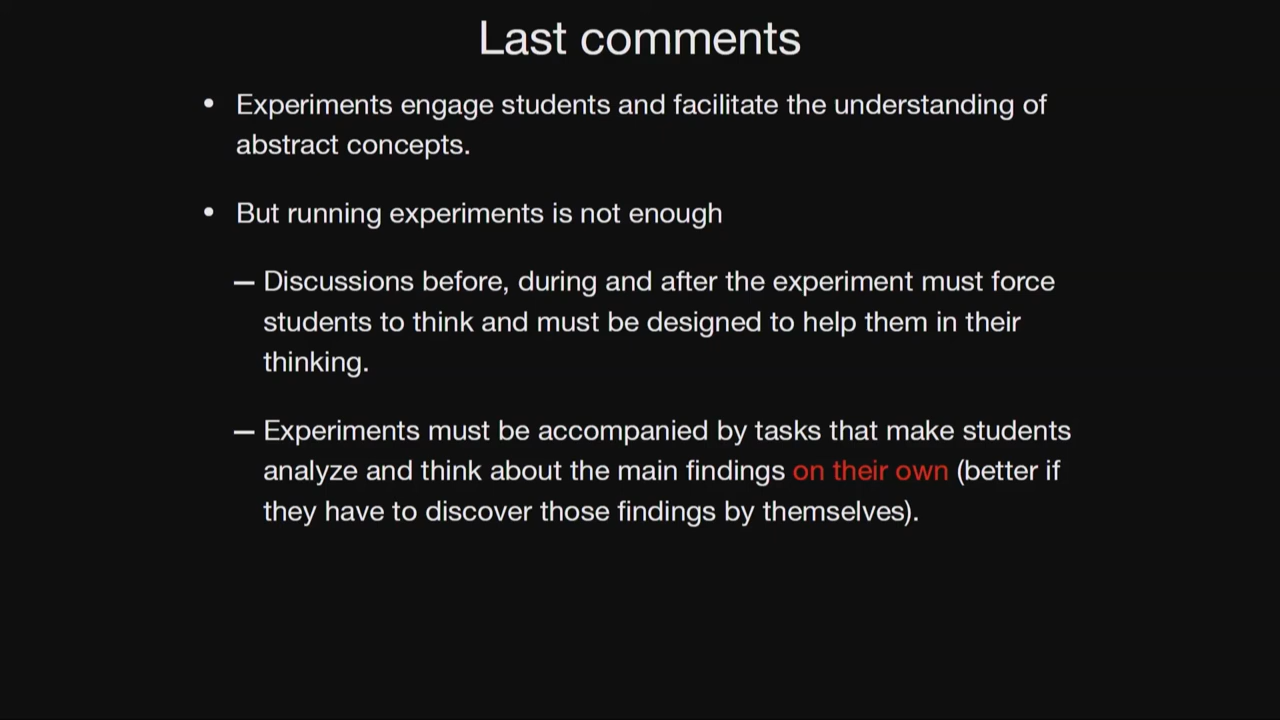 Last comments
• Experiments engage students and facilitate the understanding of
abstract concepts.
• But running experiments is not enough
— Discussions before, during and after the experiment must force
students to think and must be designed to help them in their
thinking.
— Experiments must be accompanied by tasks that make students
analyze and think about the main findings on their own (better if
they have to discover those findings by themselves).